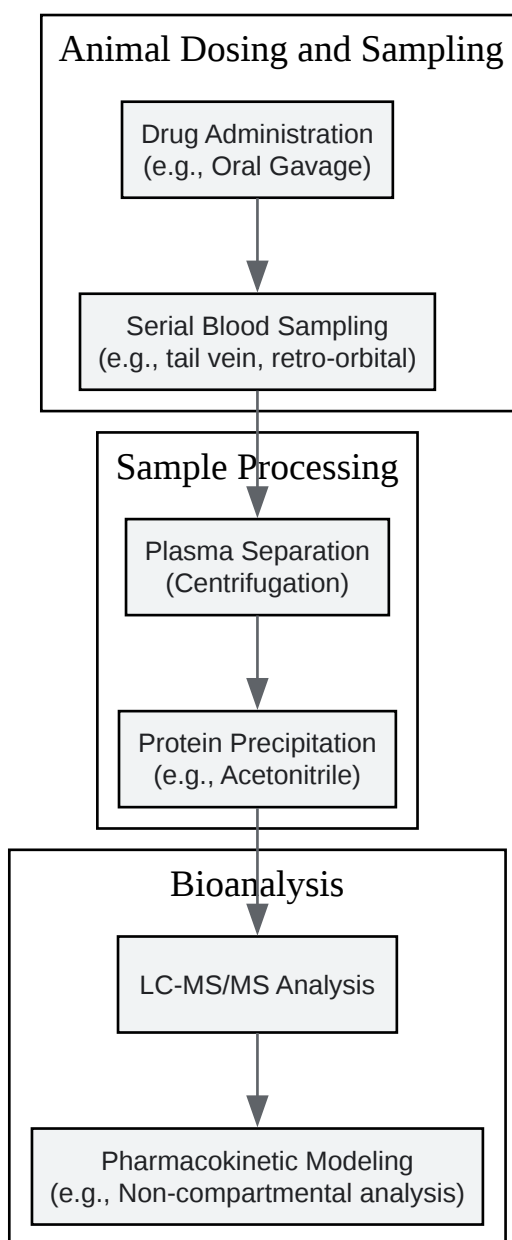 Animal Dosing and Sampling
Drug Administration
(e.g., Oral Gavage)
Serial Blood Sampling
(e.g., tail vein, retro-orbital)
Sample Processing
Plasma Separation
(Centrifugation)
Protein Precipitation
(e.g., Acetonitrile)
Bioanalysis
LC-MS/MS Analysis
Pharmacokinetic Modeling
(e.g., Non-compartmental analysis)